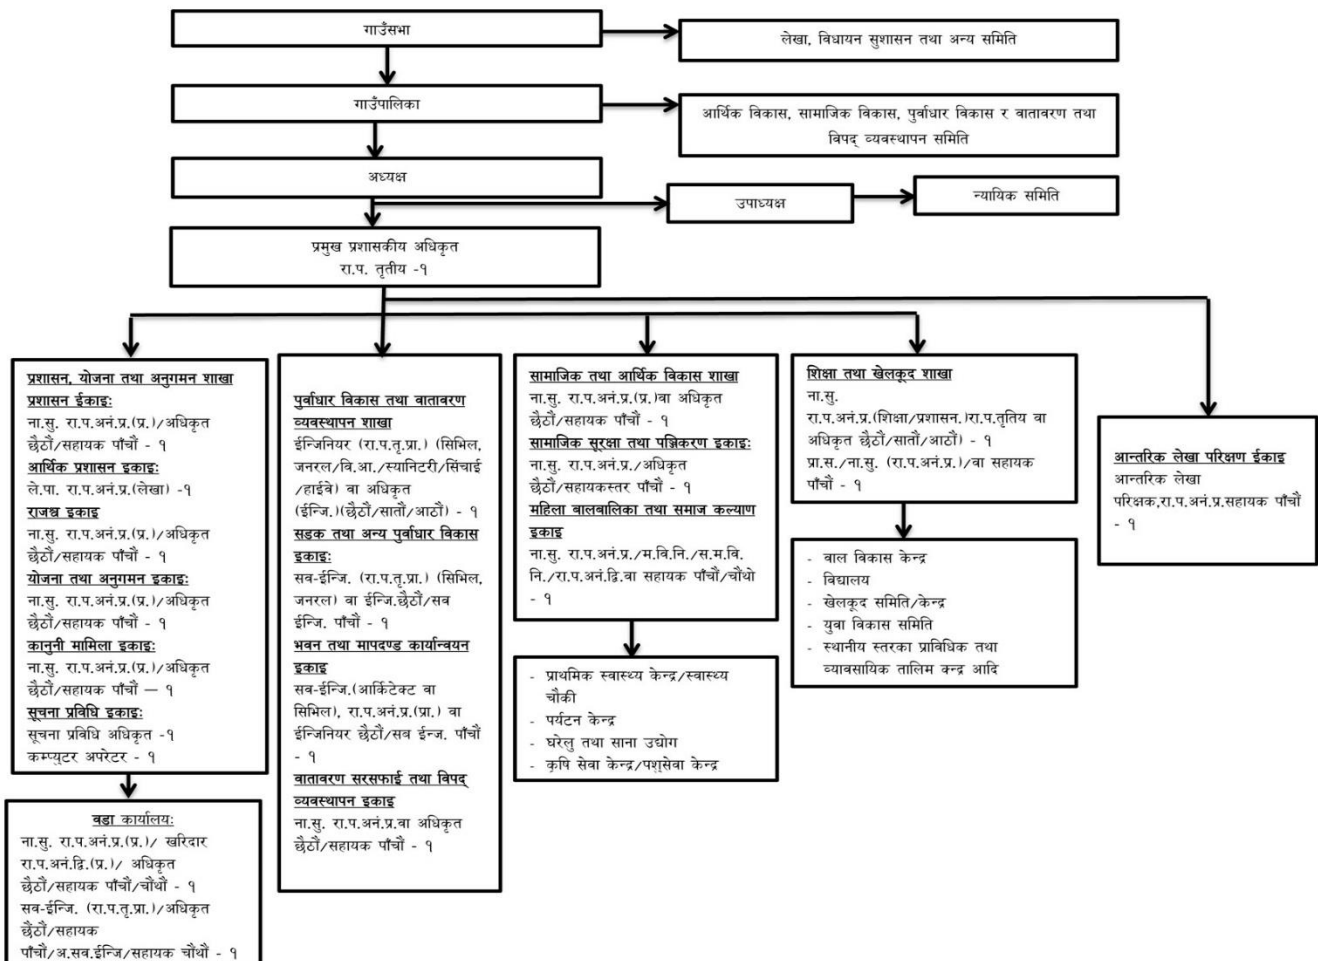 गाउँसभा
लेखा, विधायन सुशासन तथा अन्य समिति
गाउँपालिका
आर्थिक विकास, सामाजिक विकास, पुर्वाधार विकास र वातावरण तथा
विपद् व्यवस्थापन समिति
अध्यक्ष
उपाध्यक्ष
न्यायिक समिति
प्रमुख प्रशासकीय अधिकृत
रा.प. तृतीय -१
प्रशासन, योजना तथा अनुगमन शाखा
प्रशासन ईकाइः
ना.सु. रा.प.अनं.प्र.(प्र.)/अधिकृत
छैठौं/सहायक पाँचौं - १
आर्थिक प्रशासन इकाइः
ले.पा. रा.प.अनं.प्र.(लेखा) -१
राजश्व इकाइ
ना.सु. रा.प.अनं.प्र.(प्र.)/अधिकृत
छैठौं/सहायक पाँचौं - १
योजना तथा अनुगमन इकाइः
ना.सु. रा.प.अनं.प्र.(प्र.)/अधिकृत
छैठौं/सहायक पाँचौं - १
कानुनी मामिला इकाइः
ना.सु. रा.प.अनं.प्र.(प्र.)/अधिकृत
छैठौं/सहायक पाँचौं — १
सूचना प्रविधि इकाइः
सूचना प्रविधि अधिकृत -१
कम्प्युटर अपरेटर - १
वडा कार्यालयः
ना.सु. रा.प.अनं.प्र.(प्र.)/ खरिदार
रा.प.अनं.द्वि.(प्र.)/ अधिकृत
छैठौं/सहायक पाँचौं/चौंथौं - १
सव-ईन्जि. (रा.प.तृ.प्रा.)/अधिकृत
छैठौं/सहायक
पाँचौं/अ.सव.ईन्जि/सहायक चौथौं - १
पुर्वाधार विकास तथा वातावरण
व्यवस्थापन शाखा
ईन्जिनियर (रा.प.तृ.प्रा.) (सिभिल,
जनरल/वि.आ./स्यानिटरी/सिंचाई
/हाईवे) वा अधिकृत
(ईन्जि.)(छैठौं/सातौं/आठौं) - १
सडक तथा अन्य पुर्वाधार विकास
इकाइः
सव-ईन्जि. (रा.प.तृ.प्रा.) (सिभिल,
जनरल) वा ईन्जि.छैठौं/सव
ईन्जि. पाँचौं - १
भवन तथा मापदण्ड कार्यान्वयन
इकाइ
सव-ईन्जि.(आर्किटेक्ट वा
सिभिल), रा.प.अनं.प्र.(प्रा.) वा
ईन्जिनियर छैठौं/सव ईन्ज. पाँचौं
- १
वातावरण सरसफाई तथा विपद्
व्यवस्थापन इकाइ
ना.सु. रा.प.अनं.प्र.वा अधिकृत
छैठौं/सहायक पाँचौं - १
सामाजिक तथा आर्थिक विकास शाखा
ना.सु. रा.प.अनं.प्र.(प्र.)वा अधिकृत
छैठौं/सहायक पाँचौं - १
सामाजिक सूरक्षा तथा पञ्जिकरण इकाइः
ना.सु. रा.प.अनं.प्र./अधिकृत
छैठौं/सहायकस्तर पाँचौं - १
महिला बालबालिका तथा समाज कल्याण
इकाइ
ना.सु. रा.प.अनं.प्र./म.वि.नि./स.म.वि.
नि./रा.प.अनं.द्वि.वा सहायक पाँचौं/चौंथो
- १
- प्राथमिक स्वास्थ्य केन्द्र/स्वास्थ्य
चौकी
- पर्यटन केन्द्र
- घरेलु तथा साना उद्योग
- कृषि सेवा केन्द्र/पशुसेवा केन्द्र
शिक्षा तथा खेलकूद शाखा
ना.सु.
रा.प.अनं.प्र.(शिक्षा/प्रशासन.)रा.प.तृतिय वा
अधिकृत छैठौं/सातौं/आठौं) - १
प्रा.स./ना.सु. (रा.प.अनं.प्र.)/वा सहायक
पाँचौं - १
- वाल विकास केन्द्र
- विद्यालय
- खेलकूद समिति/केन्द्र
- युवा विकास समिति
- स्थानीय स्तरका प्राविधिक तथा
व्यावसायिक तालिम क्न्द्र आदि
आन्तरिक लेखा परिक्षण ईकाइ
आन्तरिक लेखा
परिक्षक,रा.प.अनं.प्र.सहायक पाँचौं
- १